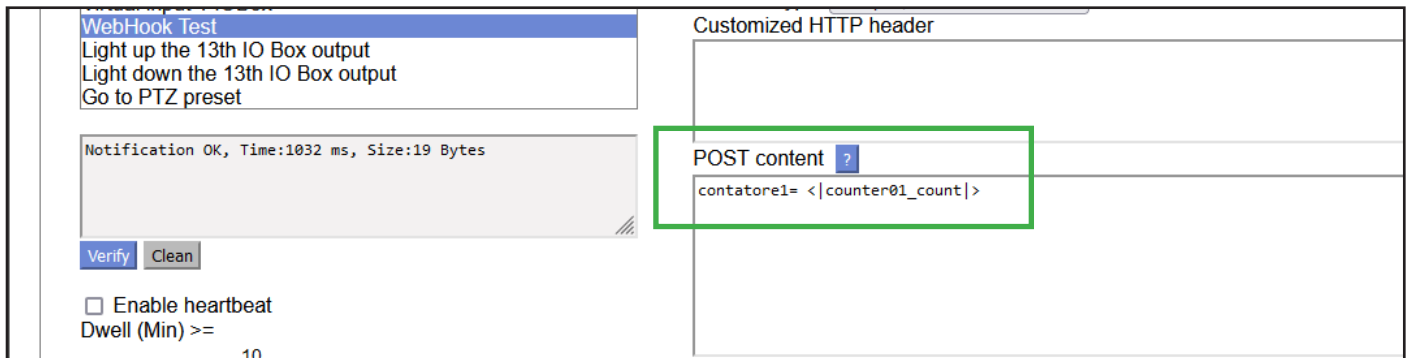 WebHook Test
Light up the 13th IO Box output
Light down the 13th IO Box output
Go to PTZ preset
Notification OK, Time:1032 ms, Size:19 Bytes
Verify
Clean
Enable heartbeat
Dwell (Min) >=
10
Customized HTTP header
POST content ?
contatore1= <|counter01_count|>